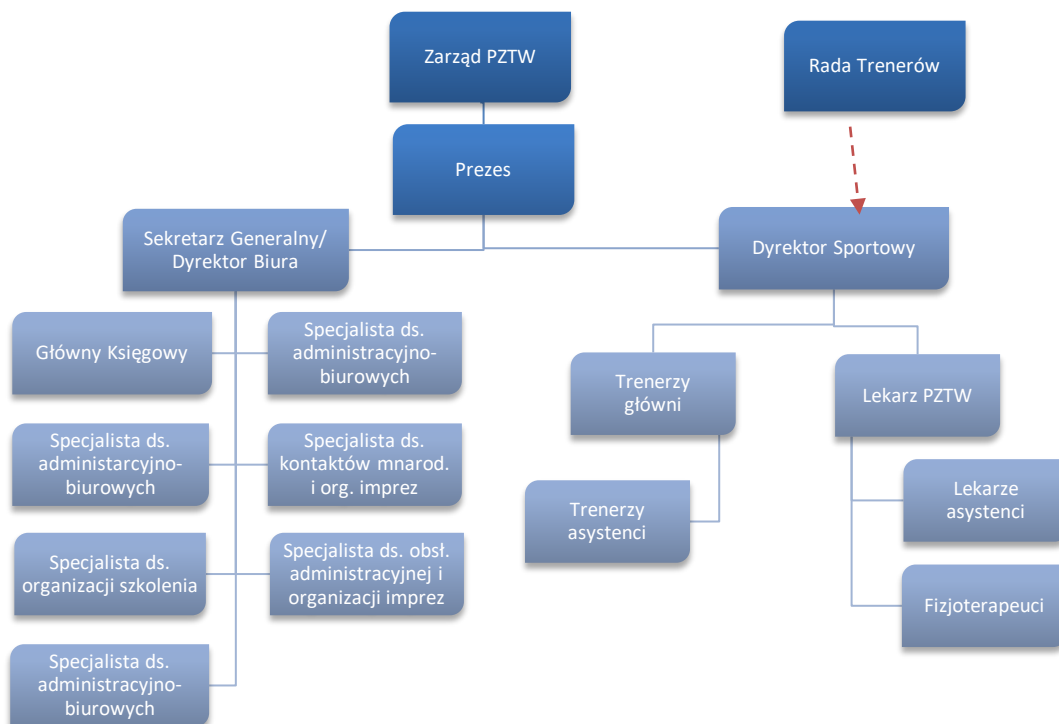 Zarząd PZTW
Rada Trenerów
Prezes
Sekretarz Generalny/
Dyrektor Biura
Dyrektor Sportowy
Główny Księgowy
Specjalista ds.
administracyjno-
biurowych
Trenerzy
główni
Lekarz PZTW
Specjalista ds.
administarcyjno-
biurowych
Specjalista ds.
kontaktów mnarod.
i org. imprez
Trenerzy
asystenci
Lekarze
asystenci
Specjalista ds.
organizacji szkolenia
Specjalista ds. obsł.
administracyjnej i
organizacji imprez
Fizjoterapeuci
Specjalista ds.
administracyjno-
biurowych